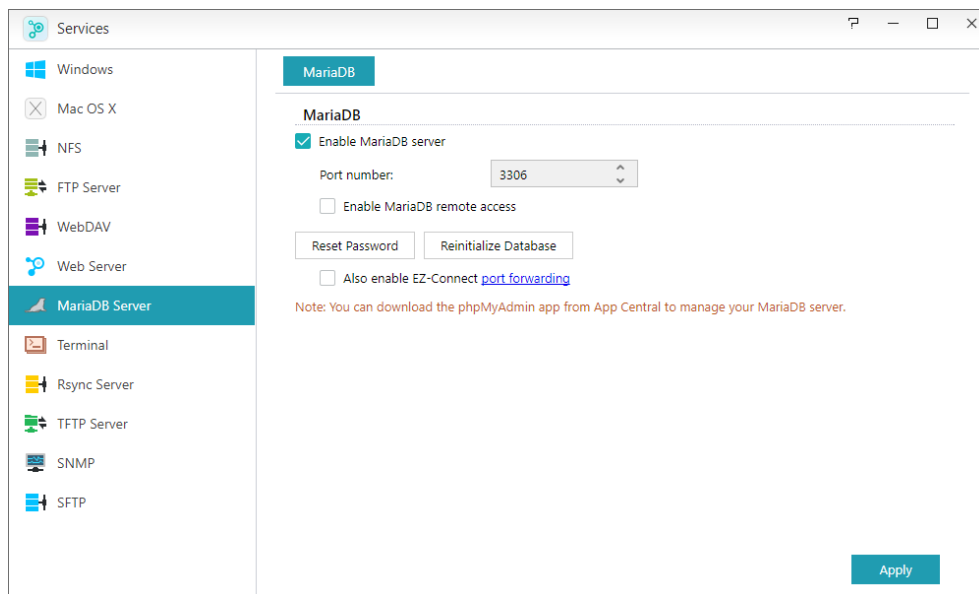 Services
Windows
Mac OS X
NFS
FTP Server
WebDAV
Web Server
MariaDB Server
Terminal
Rsync Server
TFTP Server
SNMP
SFTP
MariaDB
MariaDB
Enable MariaDB server
Port number: 3306
Enable MariaDB remote access
Reset Password Reinitialize Database
Also enable EZ-Connect port forwarding
Note: You can download the phpMyAdmin app from App Central to manage your MariaDB server.
Apply